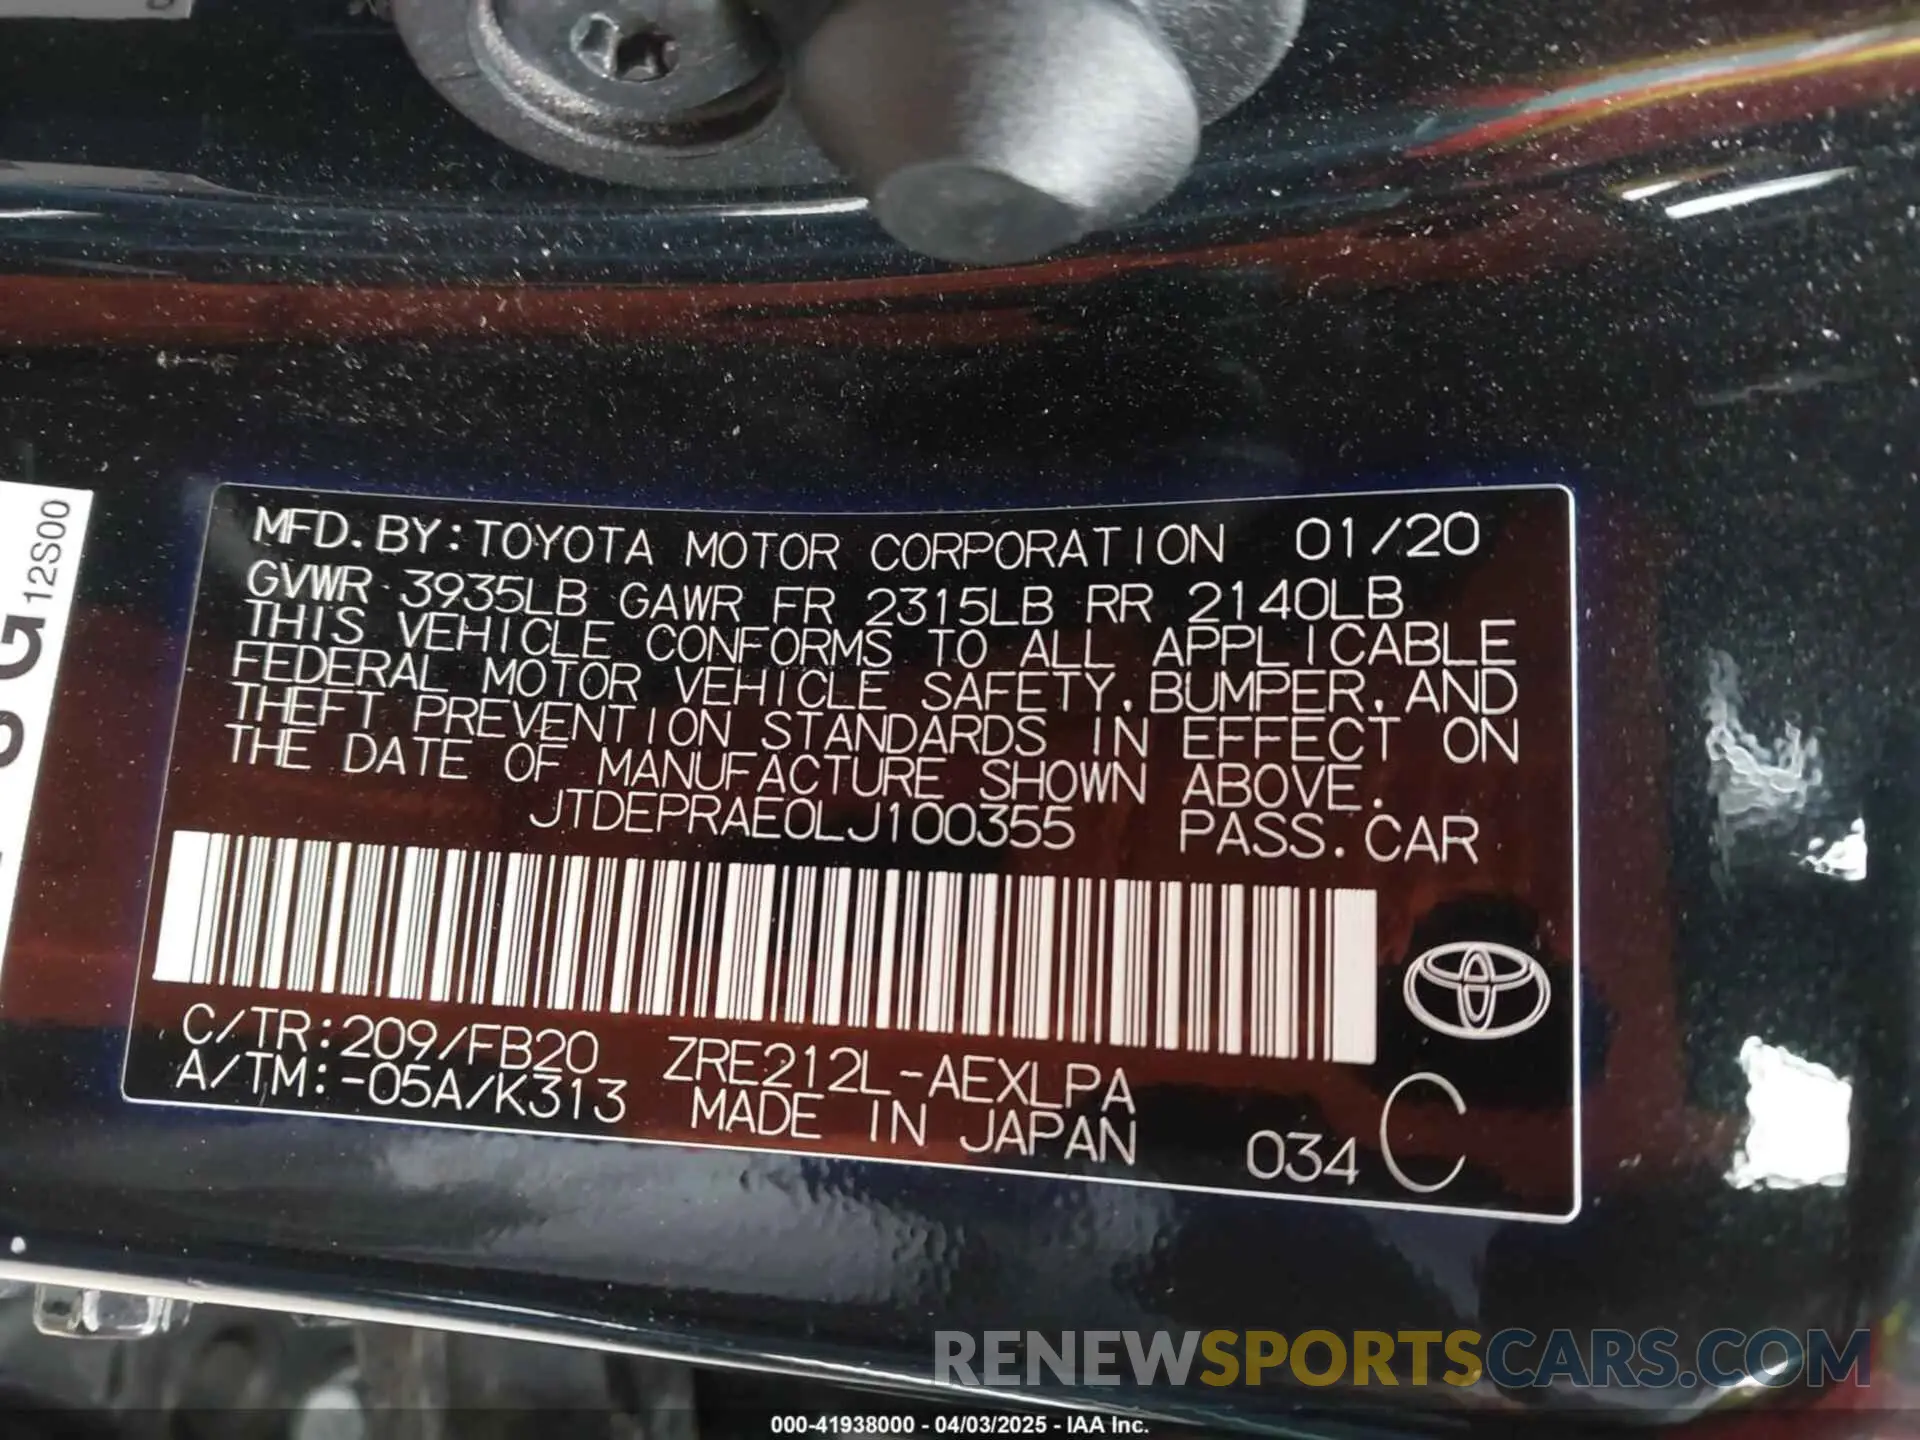 12S00
MFD.BY:TOYOTA MOTOR CORPORATION 01/20
GVWR 3935LB GAWR FR 2315LB RR 2140LB
THIS VEHICLE CONFORMS TO ALL APPLICABLE
FEDERAL MOTOR VEHICLE SAFETY,BUMPER,AND
THEFT PREVENTION STANDARDS IN EFFECT ON
THE DATE OF MANUFACTURE SHOWN ABOVE.
JTDEPRAE0LJ100355 PASS.CAR
C/TR:209/FB20 ZRE212L-AEXLPA
A/TM:-05A/K313 MADE IN JAPAN 034 C
RENEWSPORTSCARS.COM
000-41938000 - 04/03/2025 - IAA Inc.